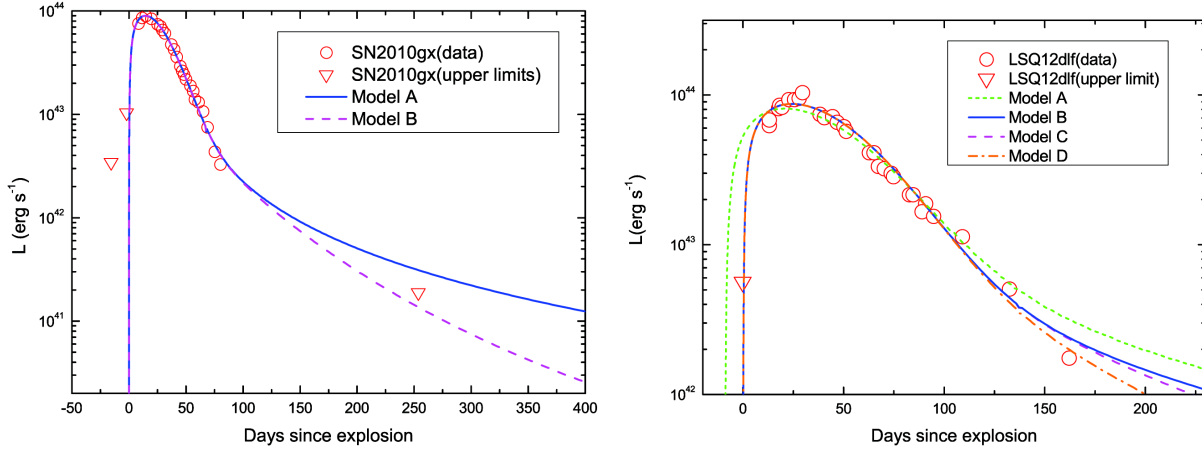 10^44
10^43
10^42
10^41
L (erg s^-1)
-50 0 50 100 150 200 250 300 350 400
Days since explosion
SN2010gx(data)
SN2010gx(upper limits)
Model A
Model B
10^44
10^43
10^42
L(erg s^-1)
0 50 100 150 200
Days since explosion
LSQ12dlf(data)
LSQ12dlf(upper limit)
Model A
Model B
Model C
Model D